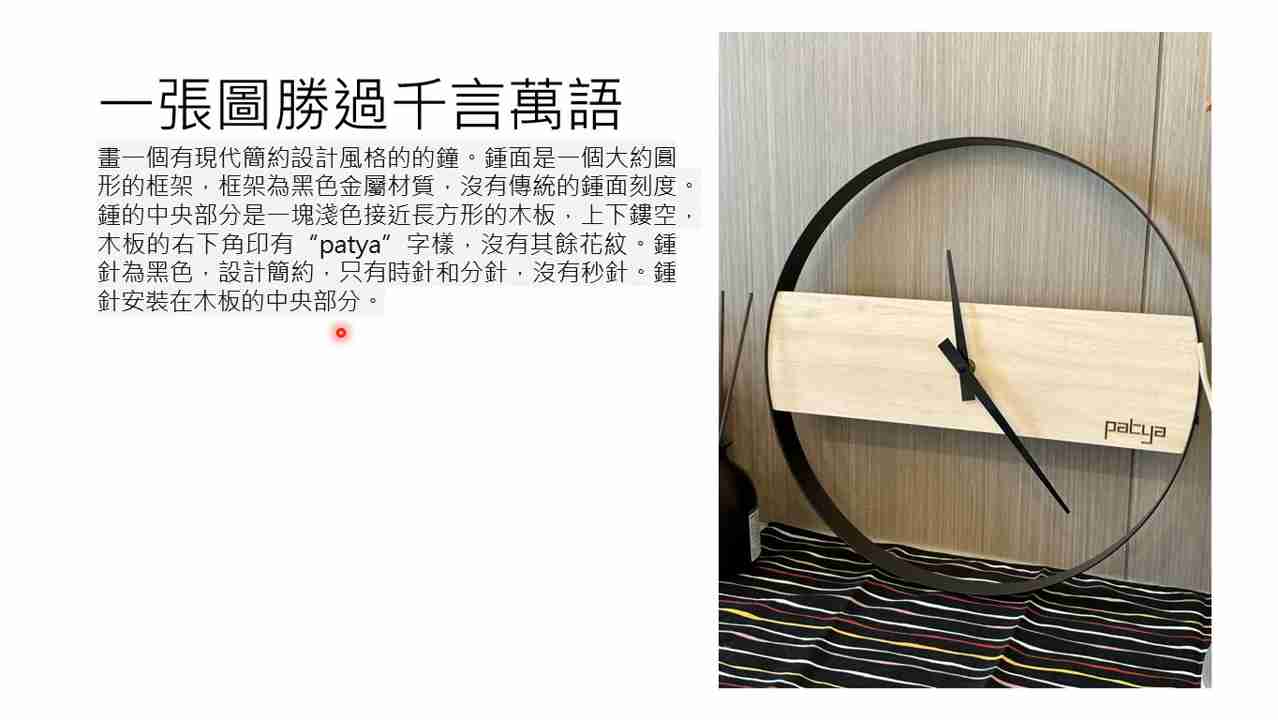 一張圖勝過千言萬語
畫一個有現代簡約設計風格的的鐘。鍾面是一個大約圓
形的框架，框架為黑色金屬材質，沒有傳統的鍾面刻度。
鍾的中央部分是一塊淺色接近長方形的木板，上下鏤空，
木板的右下角印有“patya”字樣，沒有其餘花紋。鍾
針為黑色，設計簡約，只有時針和分針，沒有秒針。鍾
針安裝在木板的中央部分。
patya